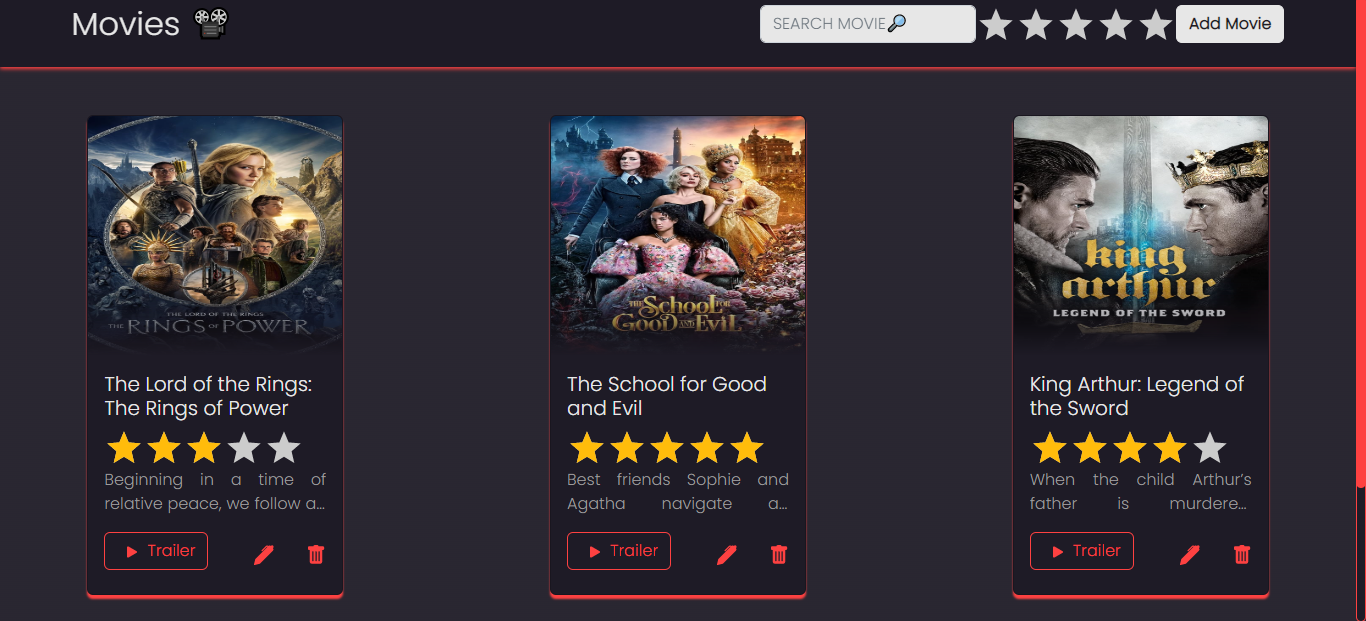 Movies
SEARCH MOVIE
Add Movie
THE LORD OF THE RINGS
THE RINGS OF POWER
THE School FOR
GOOD AND EVIL
king
arthur
LEGEND OF THE SWORD
The Lord of the Rings:
The Rings of Power
Beginning in a time of
relative peace, we follow a...
Trailer
The School for Good
and Evil
Best friends Sophie and
Agatha navigate a...
Trailer
King Arthur: Legend of
the Sword
When the child Arthur’s
father is murdere...
Trailer